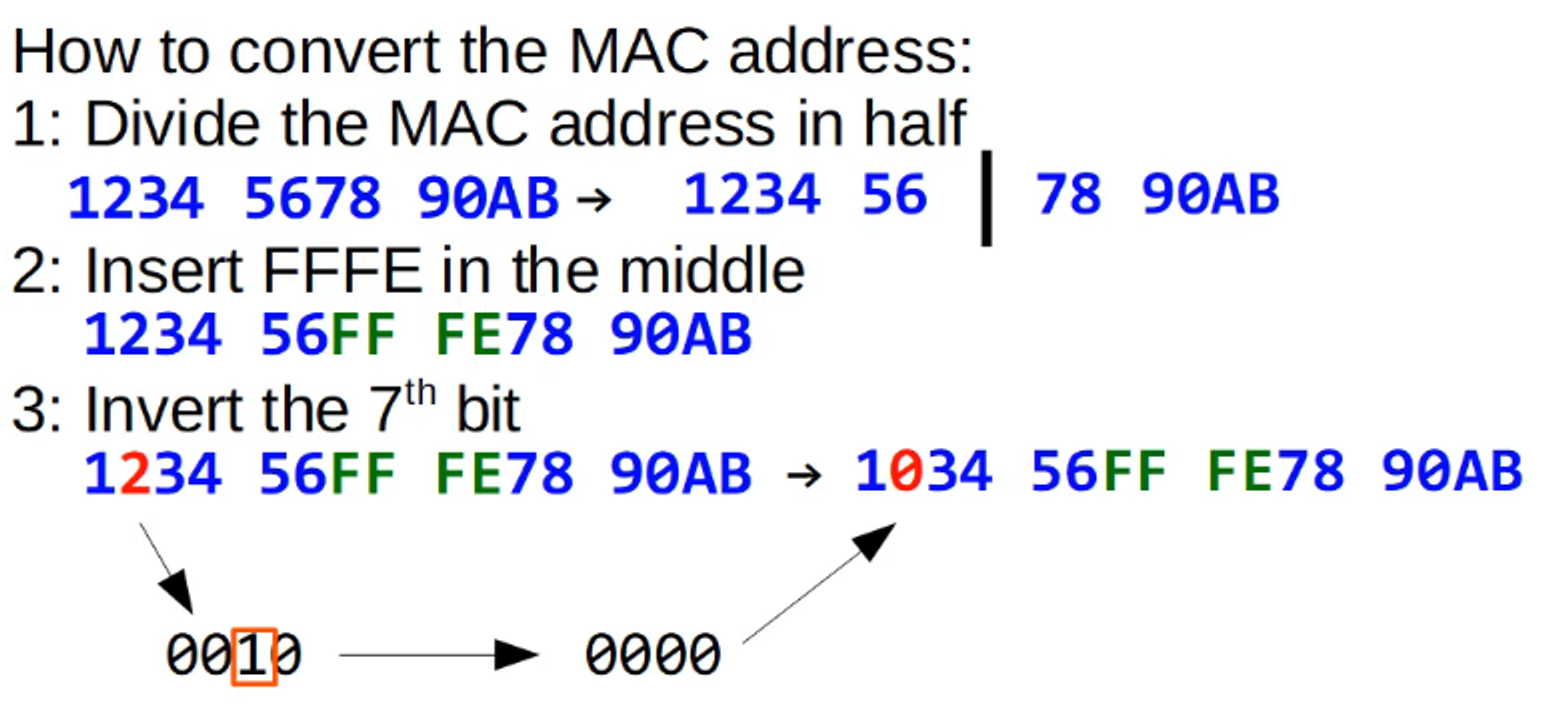 How to convert the MAC address:
1: Divide the MAC address in half
1234 5678 90AB → 1234 56 | 78 90AB
2: Insert FFFE in the middle
1234 56FF FE78 90AB
3: Invert the 7th bit
1234 56FF FE78 90AB → 1034 56FF FE78 90AB
0010 0000